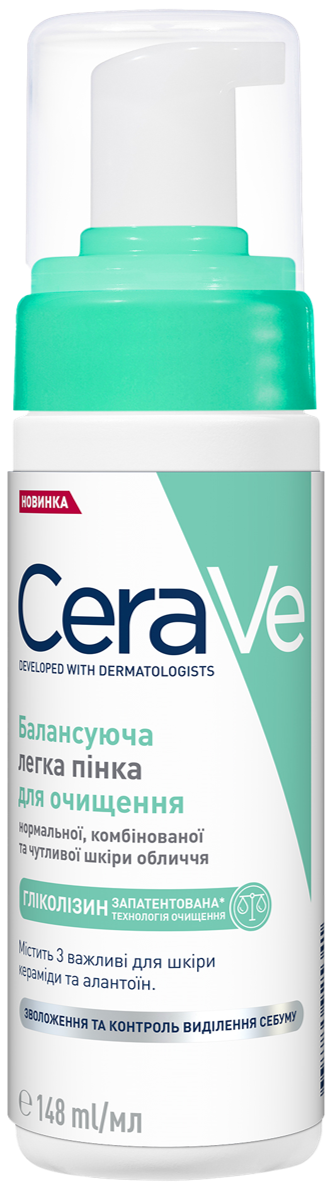 НОВИНКА
CeraVe
DEVELOPED WITH DERMATOLOGISTS
Балансуюча
легка пінка
для очищення
нормальної, комбінованої
та чутливої шкіри обличчя
ГЛІКОЛІЗИН ЗАПАТЕНТОВАНА*
ТЕХНОЛОГІЯ ОЧИЩЕННЯ
Містить 3 важливі для шкіри
кераміди та алантоїн.
ЗВОЛОЖЕННЯ ТА КОНТРОЛЬ ВИДІЛЕННЯ СЕБУМУ
℮148 ml/мл